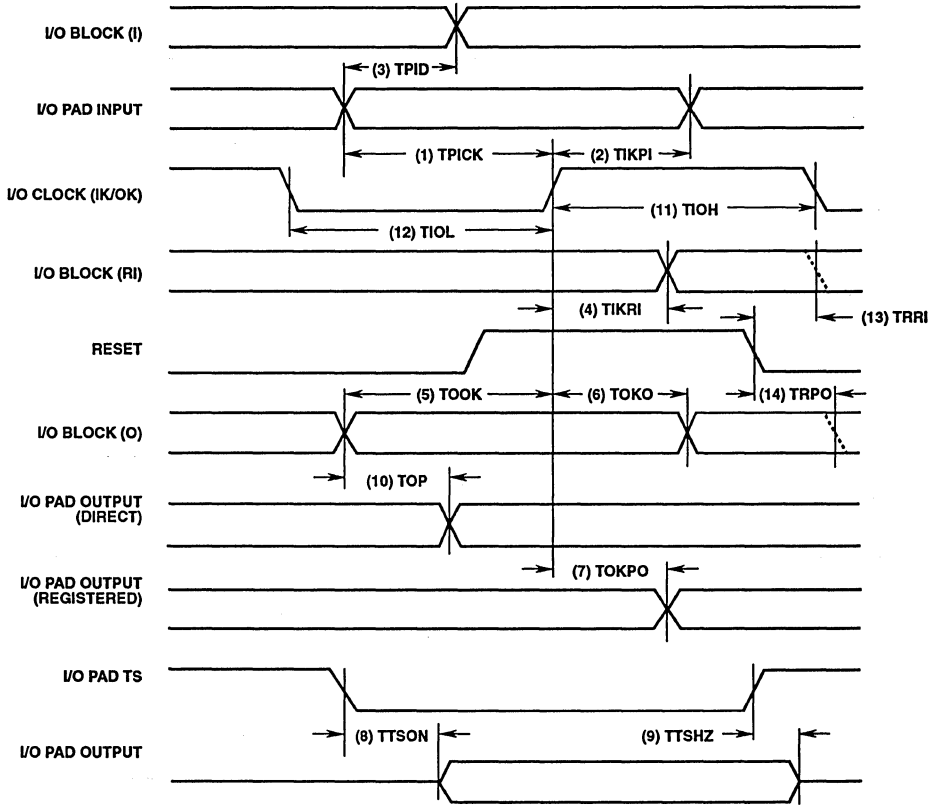 I/O BLOCK (I)
(3) TPID
I/O PAD INPUT
(1) TPICK
(2) TIKPI
I/O CLOCK (IK/OK)
(11) TIOH
(12) TIOL
I/O BLOCK (RI)
(4) TIKRI
(13) TRRI
RESET
(5) TOOK
(6) TOKO
(14) TRPO
I/O BLOCK (O)
(10) TOP
I/O PAD OUTPUT
(DIRECT)
(7) TOKPO
I/O PAD OUTPUT
(REGISTERED)
I/O PAD TS
(8) TTSON
(9) TTSHZ
I/O PAD OUTPUT